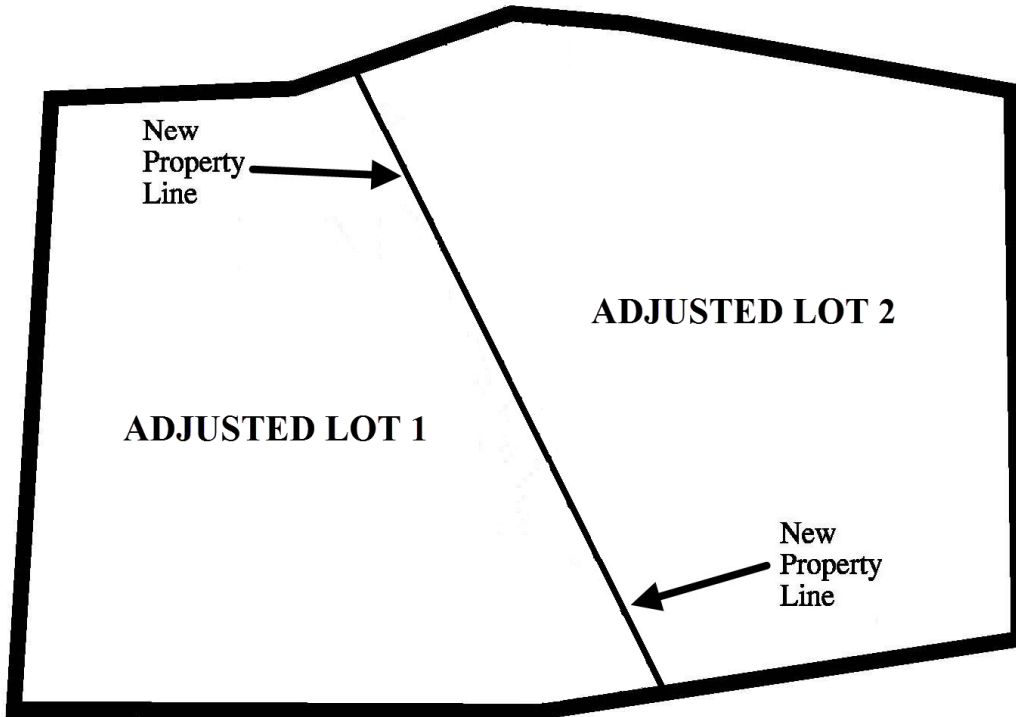 New
Property
Line
ADJUSTED LOT 2
ADJUSTED LOT 1
New
Property
Line